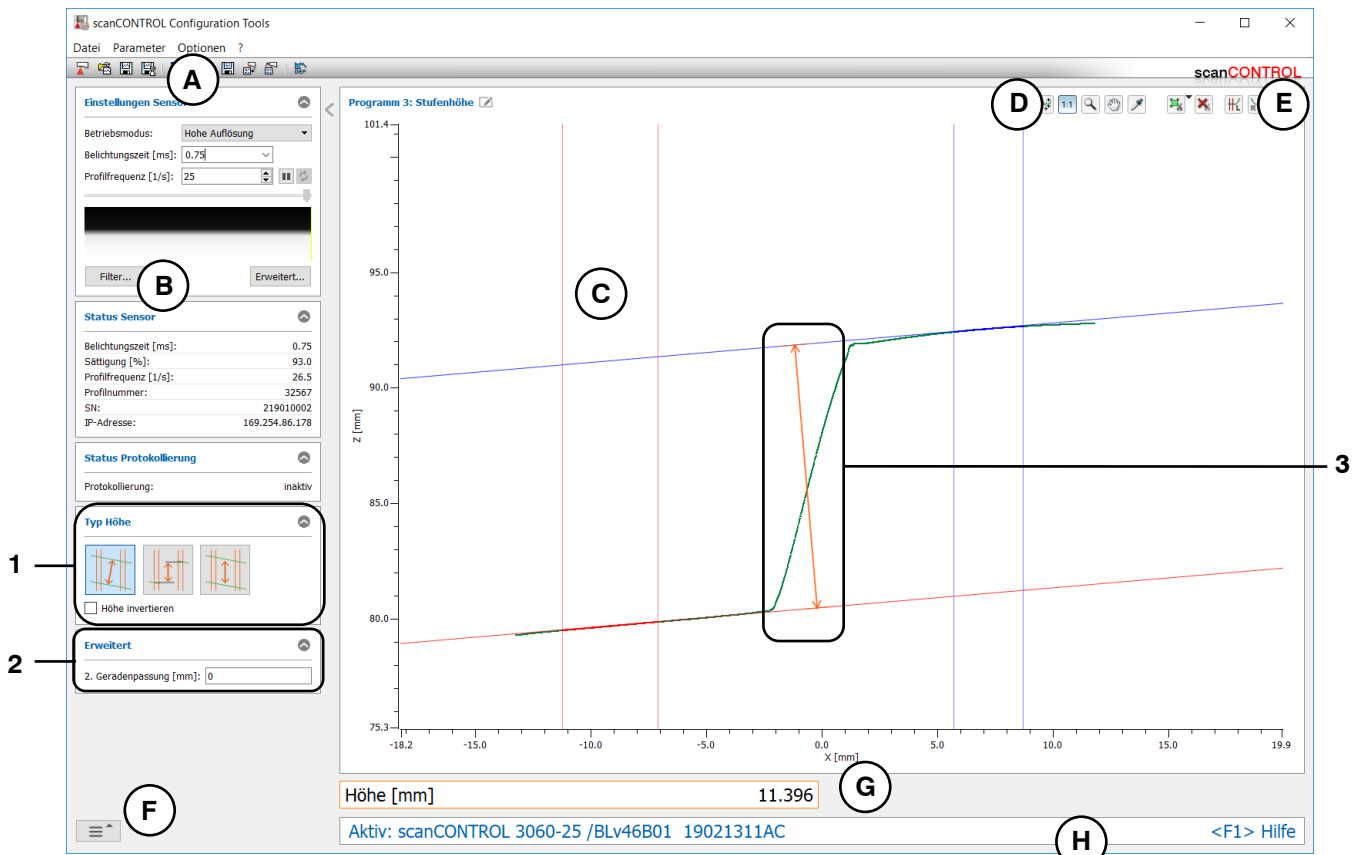 scanCONTROL Configuration Tools
Datei Parameter Optionen ?
A
scanCONTROL
Einstellungen Sensor
Programm 3: Stufenhöhe
D
1:1
L
R
E
Betriebsmodus: Hohe Auflösung
Belichtungszeit [ms]: 0.75
Profilfrequenz [1/s]: 25
Filter...
B
Erweitert...
Status Sensor
Belichtungszeit [ms]: 0.75
Sättigung [%]: 93.0
Profilfrequenz [1/s]: 26.5
Profilnummer: 32567
SN: 219010002
IP-Adresse: 169.254.86.178
Status Protokollierung
Protokollierung: inaktiv
1
Typ Höhe
Höhe invertieren
2
Erweitert
2. Geradenpassung [mm]: 0
101.4
95.0
90.0
85.0
80.0
75.3
Z [mm]
C
3
-18.2 -15.0 -10.0 -5.0 0.0 5.0 10.0 15.0 19.9
X [mm]
Höhe [mm] 11.396
G
F
Aktiv: scanCONTROL 3060-25 /BLv46B01 19021311AC
H
<F1> Hilfe